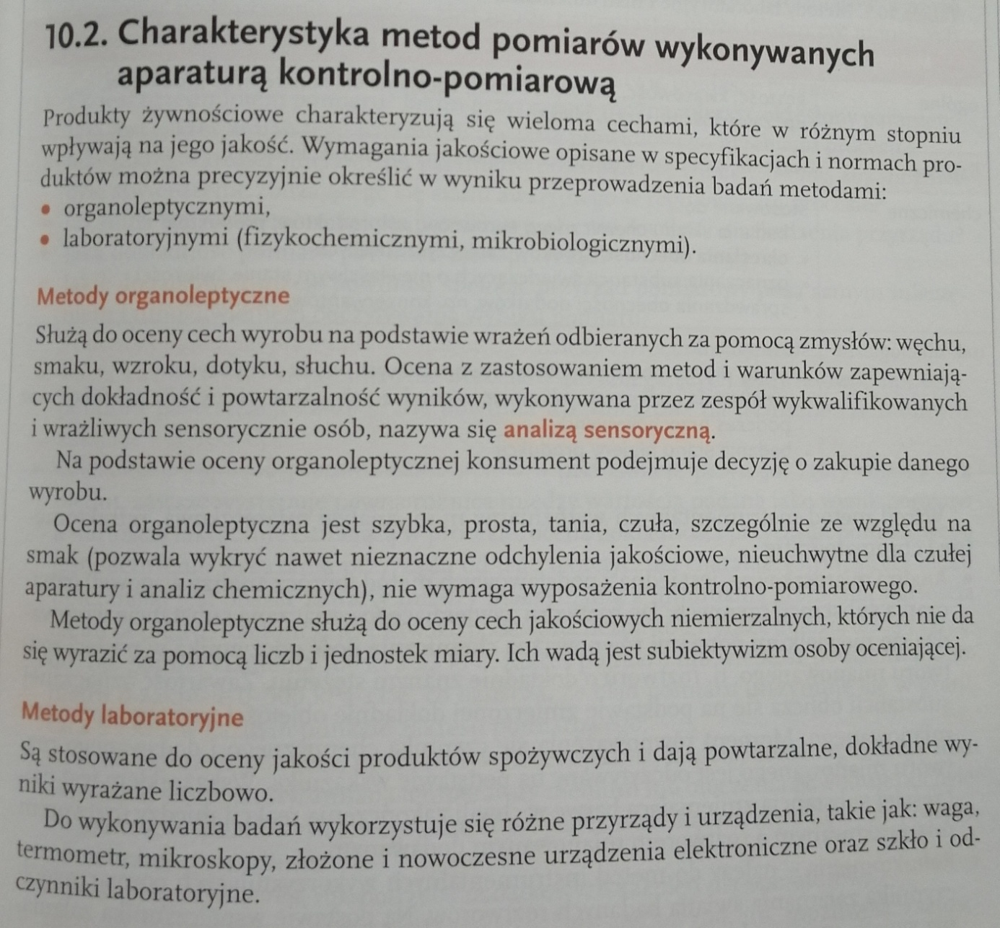 10.2. Charakterystyka metod pomiarów wykonywanych
aparaturą kontrolno-pomiarową
Produkty żywnościowe charakteryzują się wieloma cechami, które w różnym stopniu
wpływają na jego jakość. Wymagania jakościowe opisane w specyfikacjach i normach pro-
duktów można precyzyjnie określić w wyniku przeprowadzenia badań metodami:
• organoleptycznymi,
• laboratoryjnymi (fizykochemicznymi, mikrobiologicznymi).
Metody organoleptyczne
Służą do oceny cech wyrobu na podstawie wrażeń odbieranych za pomocą zmysłów: węchu,
smaku, wzroku, dotyku, słuchu. Ocena z zastosowaniem metod i warunków zapewniają-
cych dokładność i powtarzalność wyników, wykonywana przez zespół wykwalifikowanych
i wrażliwych sensorycznie osób, nazywa się analizą sensoryczną.
Na podstawie oceny organoleptycznej konsument podejmuje decyzję o zakupie danego
wyrobu.
Ocena organoleptyczna jest szybka, prosta, tania, czuła, szczególnie ze względu na
smak (pozwala wykryć nawet nieznaczne odchylenia jakościowe, nieuchwytne dla czułej
aparatury i analiz chemicznych), nie wymaga wyposażenia kontrolno-pomiarowego.
Metody organoleptyczne służą do oceny cech jakościowych niemierzalnych, których nie da
się wyrazić za pomocą liczb i jednostek miary. Ich wadą jest subiektywizm osoby oceniającej.
Metody laboratoryjne
Są stosowane do oceny jakości produktów spożywczych i dają powtarzalne, dokładne wy-
niki wyrażane liczbowo.
Do wykonywania badań wykorzystuje się różne przyrządy i urządzenia, takie jak: waga,
termometr, mikroskopy, złożone i nowoczesne urządzenia elektroniczne oraz szkło i od-
czynniki laboratoryjne.